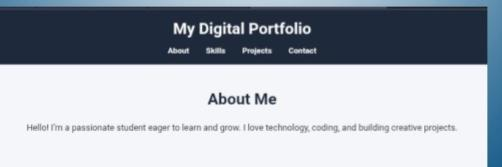 My Digital Portfolio
About Skills Projects Contact
About Me
Hello! I'm a passionate student eager to learn and grow. I love technology, coding, and building creative projects.